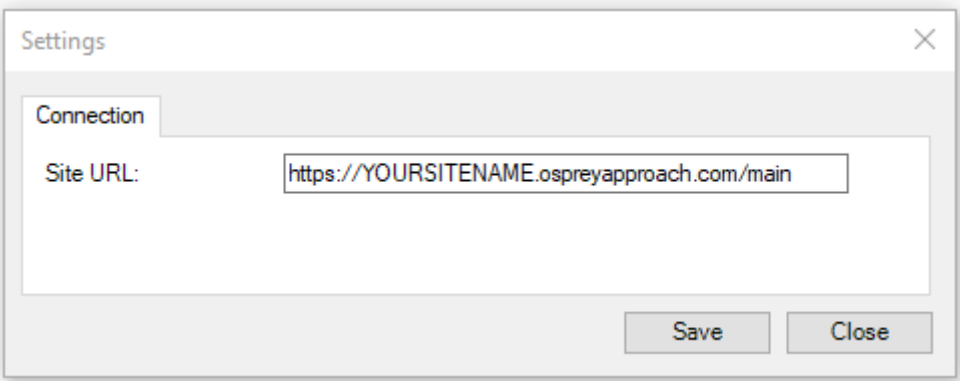 Settings
Connection
Site URL: https://YOURSITENAME.ospreyapproach.com/main
Save Close